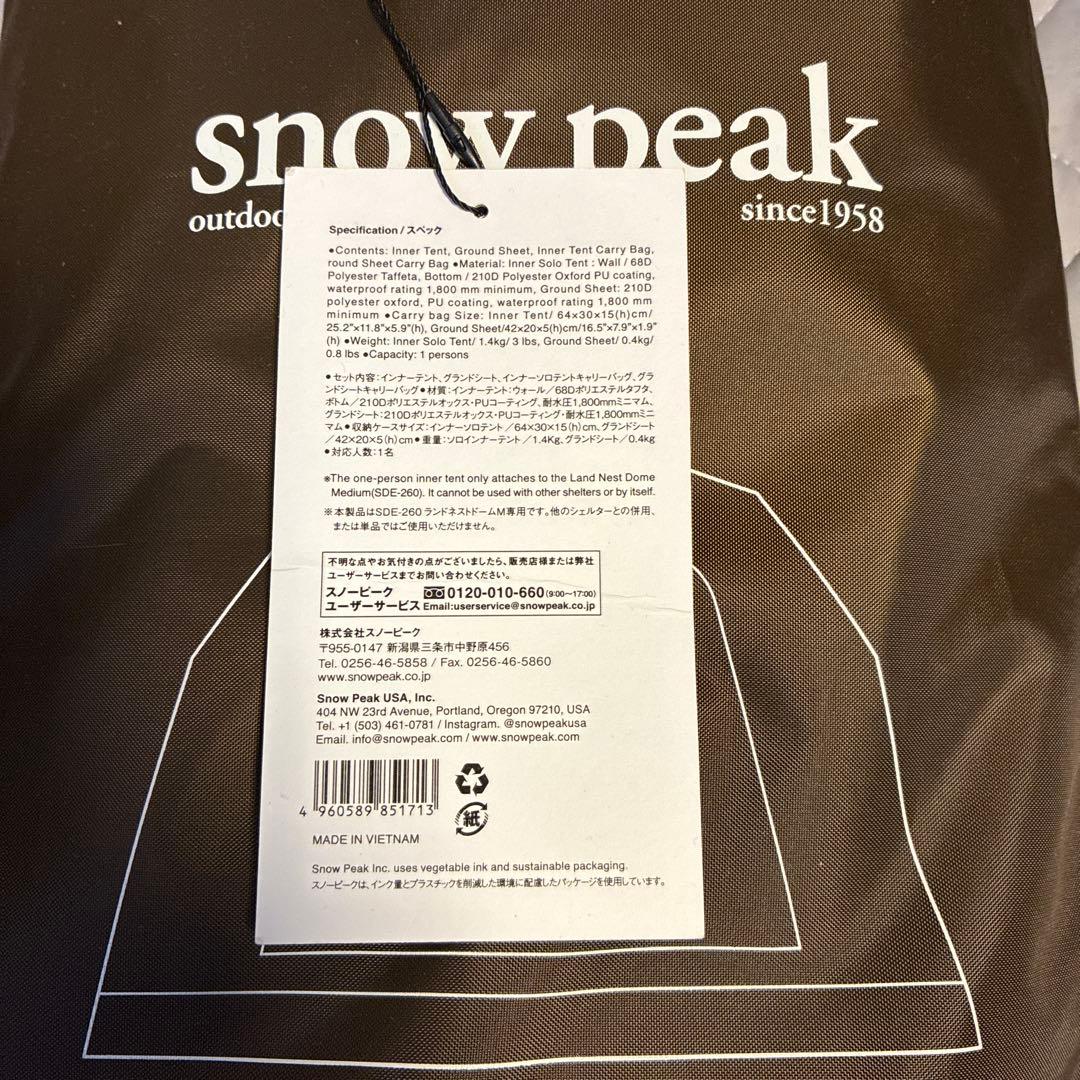 snow peak
outdoo
since1958
Specification / スペック
●Contents: Inner Tent, Ground Sheet, Inner Tent Carry Bag,
round Sheet Carry Bag ●Material: Inner Solo Tent : Wall / 68D
Polyester Taffeta, Bottom / 210D Polyester Oxford PU coating,
waterproof rating 1,800 mm minimum, Ground Sheet: 210D
polyester oxford, PU coating, waterproof rating 1,800 mm
minimum ●Carry bag Size: Inner Tent/ 64×30×15(h)cm/
25.2"×11.8"×5.9"(h), Ground Sheet/42×20×5(h)cm/16.5"×7.9"×1.9"
(h) ●Weight: Inner Solo Tent/ 1.4kg/ 3 lbs, Ground Sheet/ 0.4kg/
0.8 lbs ●Capacity: 1 persons
●セット内容:インナーテント、グランドシート、インナーソロテントキャリーバッグ、グラ
ンドシートキャリーバッグ●材質:インナーテント:ウォール/68Dポリエステルタフタ、
ボトム/210Dポリエステルオックス・PUコーティング、耐水圧1,800mmミニマム、
グランドシート:210Dポリエステルオックス・PUコーティング・耐水圧1,800mmミニ
マム●収納ケースサイズ:インナーソロテント/64×30×15(h)cm、グランドシート
/42×20×5(h)cm●重量:ソロインナーテント/1.4Kg、グランドシート/0.4kg
●対応人数:1名
※The one-person inner tent only attaches to the Land Nest Dome
Medium(SDE-260). It cannot be used with other shelters or by itself.
※本製品はSDE-260 ランドネストドームM専用です。他のシェルターとの併用、
または単品ではご使用いただけません。
不明な点やお気付きの点がございましたら、販売店様または弊社
ユーザーサービスまでお問い合わせください。
スノーピーク 0120-010-660(9:00〜17:00)
ユーザーサービス Email:userservice@snowpeak.co.jp
株式会社スノーピーク
〒955-0147 新潟県三条市中野原456
Tel. 0256-46-5858 / Fax. 0256-46-5860
www.snowpeak.co.jp
Snow Peak USA, Inc.
404 NW 23rd Avenue, Portland, Oregon 97210, USA
Tel. +1 (503) 461-0781 / Instagram. @snowpeakusa
Email. info@snowpeak.com / www.snowpeak.com
4 960589 851713
紙
MADE IN VIETNAM
Snow Peak Inc. uses vegetable ink and sustainable packaging.
スノーピークは、インク量とプラスチックを削減した環境に配慮したパッケージを使用しています。